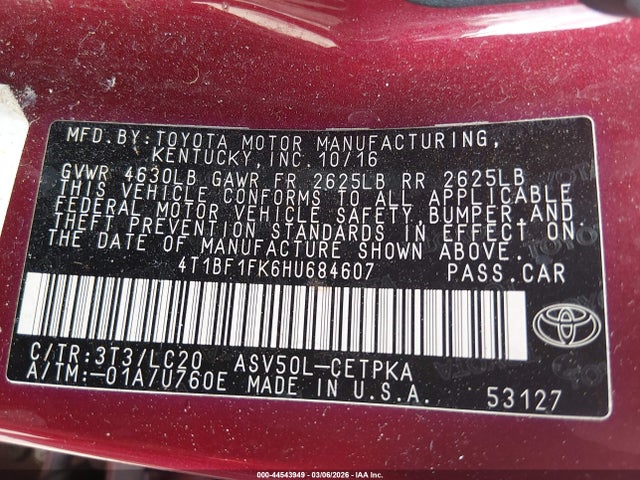 MFD.BY:TOYOTA MOTOR MANUFACTURING,
KENTUCKY, INC. 10/16
GVWR 4630LB GAWR FR 2625LB RR 2625LB
THIS VEHICLE CONFORMS TO ALL APPLICABLE
FEDERAL MOTOR VEHICLE SAFETY, BUMPER, AND
THEFT PREVENTION STANDARDS IN EFFECT ON
THE DATE OF MANUFACTURE SHOWN ABOVE.
4T1BF1FK6HU684607 PASS.CAR
C/TR:3T3/LC20 ASV50L-CETPKA
A/TM:-01A/U760E MADE IN U.S.A.
53127
TOYOTA
000-44543949 - 03/06/2026 - IAA, Inc.